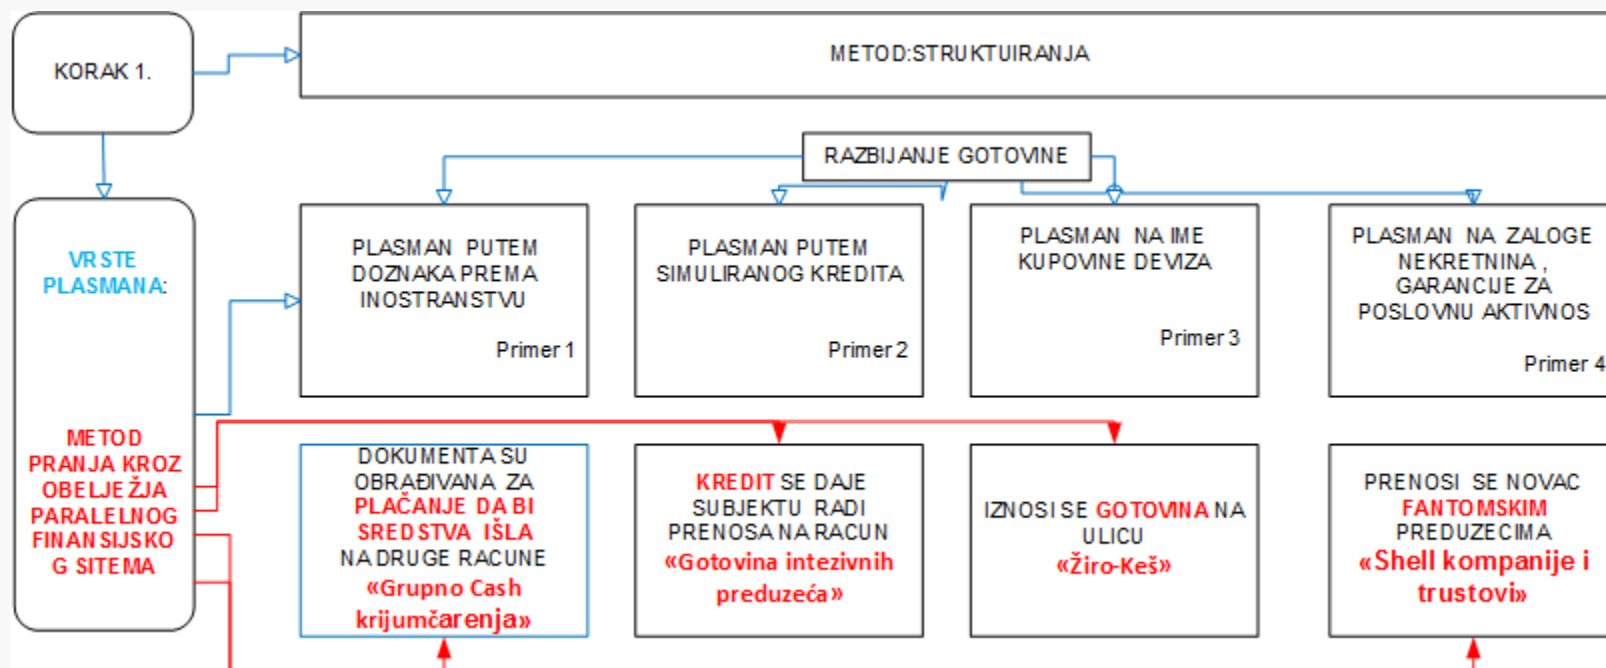 KORAK 1.
METOD:STRUKTUIRANJA
RAZBIJANJE GOTOVINE
VRSTE
PLASMANA:
METOD
PRANJA KROZ
OBELJEŽJA
PARALELNOG
FINANSIJSKO
G SITEMA
PLASMAN PUTEM
DOZNAKA PREMA
INOSTRANSTVU
Primer 1
PLASMAN PUTEM
SIMULIRANOG KREDITA
Primer 2
PLASMAN NA IME
KUPOVINE DEVIZA
Primer 3
PLASMAN NA ZALOGE
NEKRETNINA ,
GARANCIJE ZA
POSLOVNU AKTIVNOS
Primer 4
DOKUMENTA SU
OBRAĐIVANA ZA
PLAČANJE DA BI
SREDSTVA IŠLA
NA DRUGE RACUNE
«Grupno Cash
krijumčarenja»
KREDIT SE DAJE
SUBJEKTU RADI
PRENOSA NA RACUN
«Gotovina intezivnih
preduzeća»
IZNOSI SE GOTOVINA NA
ULICU
«Žiro-Keš»
PRENOSI SE NOVAC
FANTOMSKIM
PREDUZECIMA
«Shell kompanije i
trustovi»